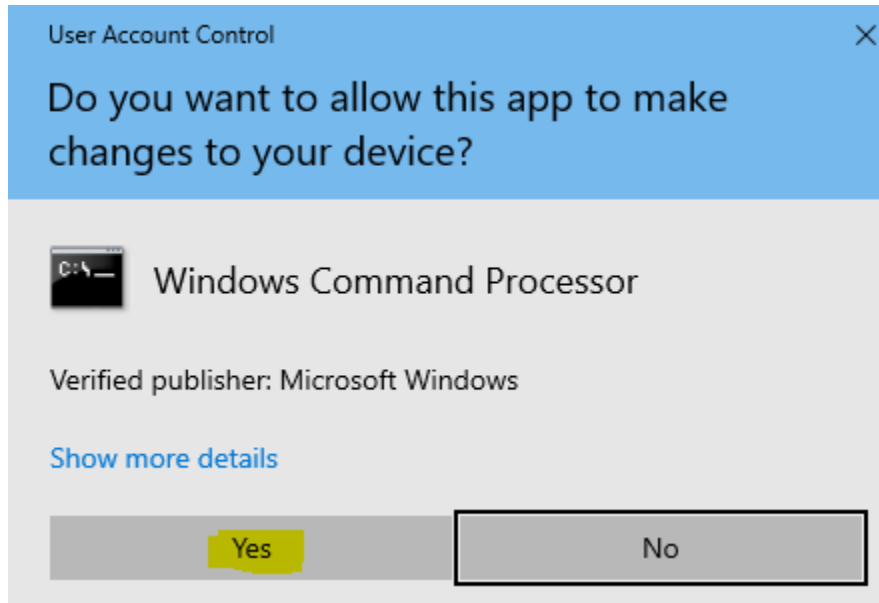 User Account Control
Do you want to allow this app to make
changes to your device?
C:\
Windows Command Processor
Verified publisher: Microsoft Windows
Show more details
Yes
No